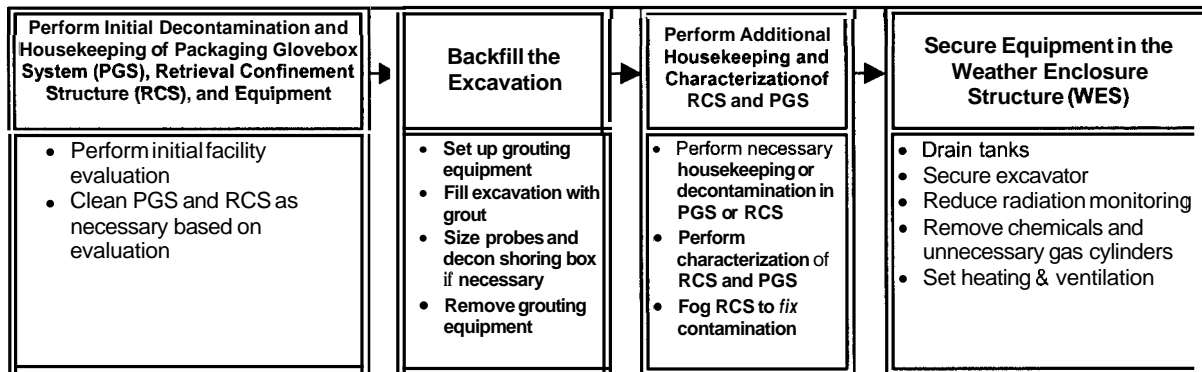 Perform Initial Decontamination and
Housekeeping of Packaging Glovebox
System (PGS), Retrieval Confinement
Structure (RCS), and Equipment
• Perform initial facility
evaluation
• Clean PGS and RCS as
necessary based on
evaluation
Backfill the
Excavation
• Set up grouting
equipment
• Fill excavation with
grout
• Size probes and
decon shoring box
if necessary
• Remove grouting
equipment
Perform Additional
Housekeeping and
Characterizationof
RCS and PGS
• Perform necessary
housekeeping or
decontamination in
PGS or RCS
• Perform
characterization of
RCS and PGS
• Fog RCS to fix
contamination
Secure Equipment in the
Weather Enclosure
Structure (WES)
• Drain tanks
• Secure excavator
• Reduce radiation monitoring
• Remove chemicals and
unnecessary gas cylinders
• Set heating & ventilation